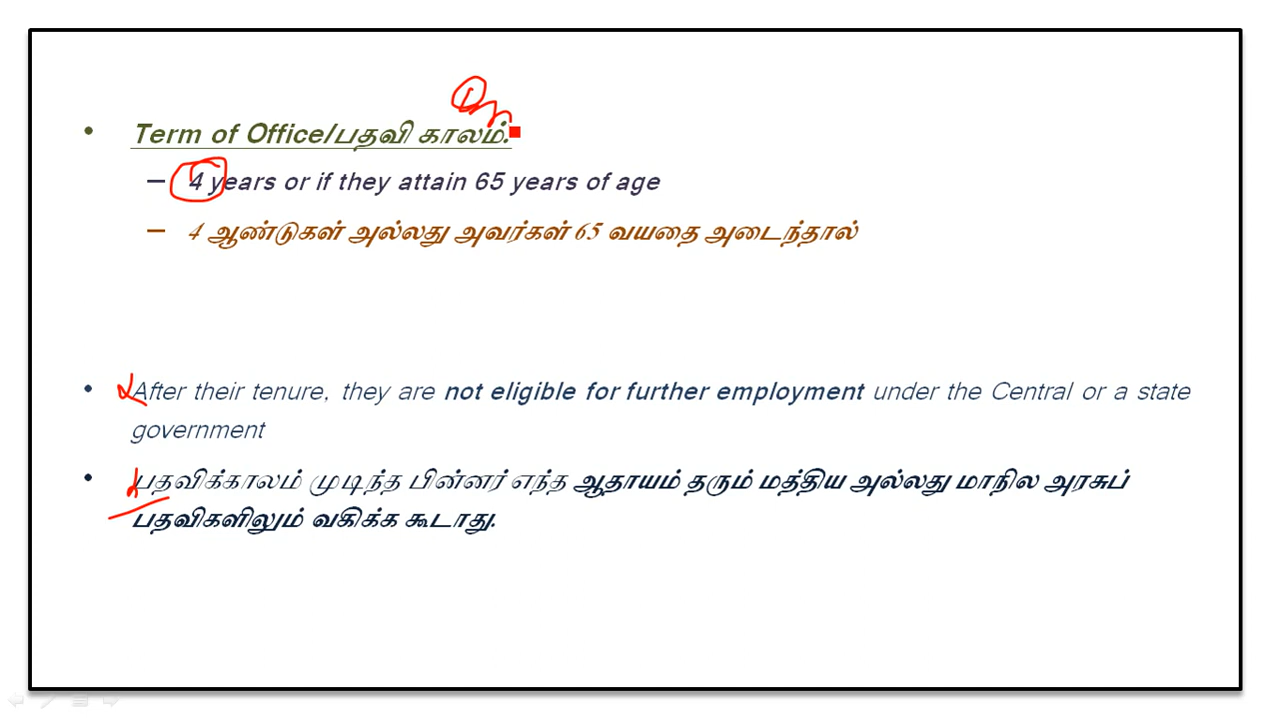 Term of Office/பதவி காலம்.
4 years or if they attain 65 years of age
4 ஆண்டுகள் அல்லது அவர்கள் 65 வயதை அடைந்தால்
After their tenure, they are not eligible for further employment under the Central or a state
government
பதவிக்காலம் முடிந்த பின்னர் எந்த ஆதாயம் தரும் மத்திய அல்லது மாநில அரசுப்
பதவிகளிலும் வகிக்க கூடாது.